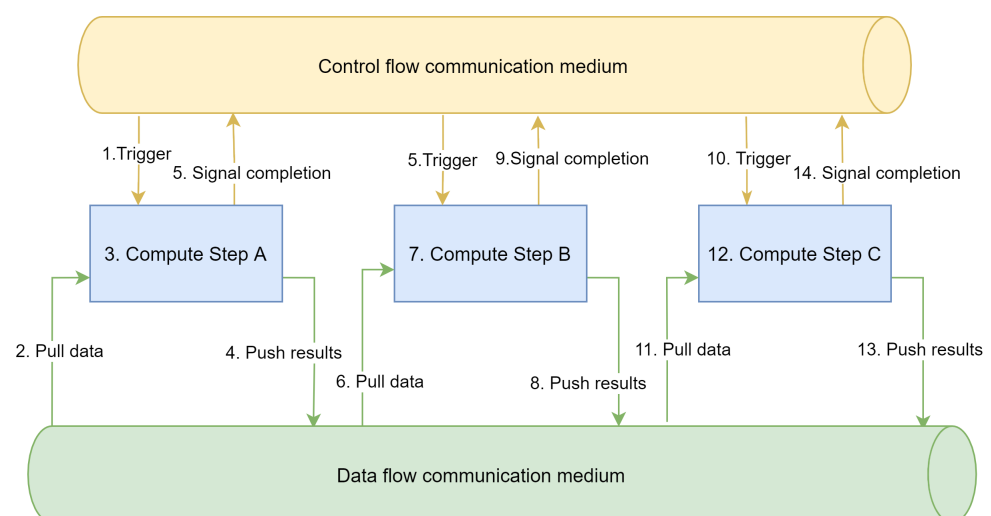 Control flow communication medium
1.Trigger
5. Signal completion
5.Trigger
9.Signal completion
10. Trigger
14. Signal completion
3. Compute Step A
7. Compute Step B
12. Compute Step C
2. Pull data
4. Push results
6. Pull data
8. Push results
11. Pull data
13. Push results
Data flow communication medium